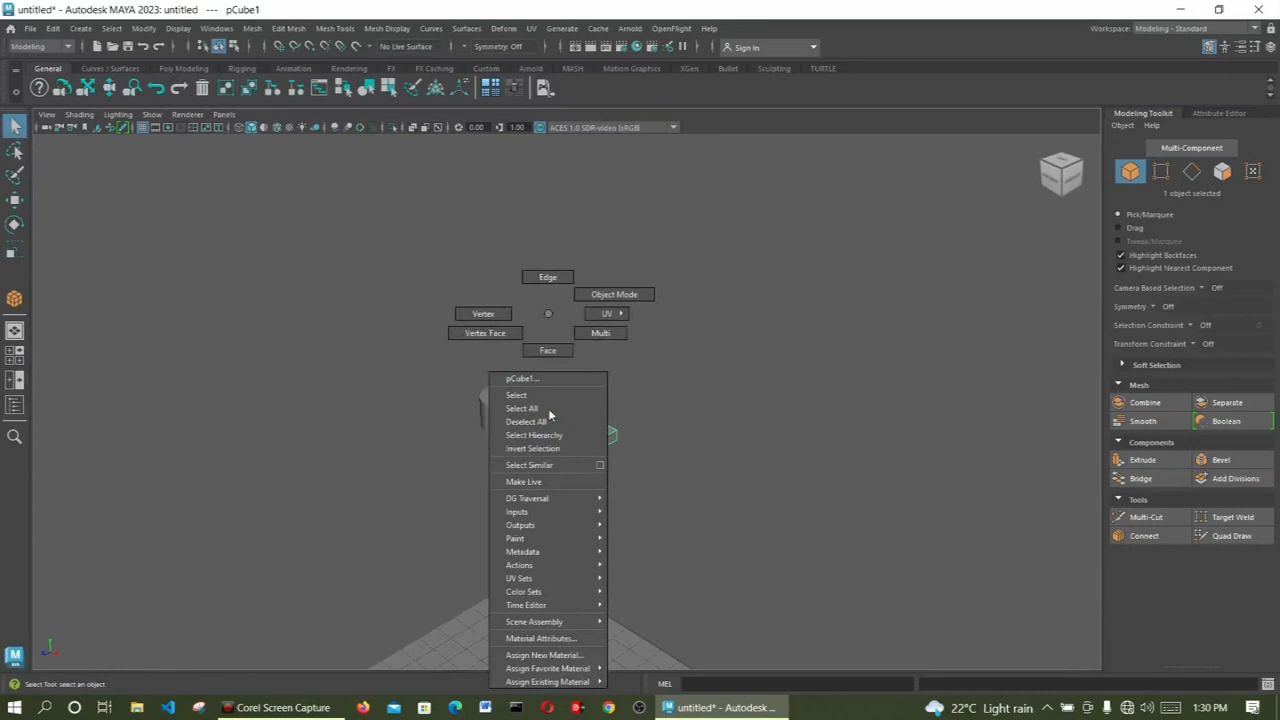 untitled* - Autodesk MAYA 2023: untitled --- pCube1
File Edit Create Select Modify Display Windows Mesh Edit Mesh Mesh Tools Mesh Display Curves Surfaces Deform UV Generate Cache Arnold OpenFlight Help
Workspace: Modeling - Standard
Modeling
No Live Surface
Symmetry: Off
Sign In
General Curves / Surfaces Poly Modeling Rigging Animation Rendering FX FX Caching Custom Arnold MASH Motion Graphics XGen Bullet Sculpting TURTLE
View Shading Lighting Show Renderer Panels
0.00
1.00
ACES 1.0 SDR-video (sRGB)
Modeling Toolkit
Attribute Editor
Object Help
Multi-Component
1 object selected
Pick/Marquee
Drag
Tweak/Marquee
Highlight Backfaces
Highlight Nearest Component
Camera Based Selection Off
Symmetry Off
Selection Constraint Off
Transform Constraint Off
Soft Selection
Mesh
Combine
Separate
Smooth
Boolean
Components
Extrude
Bevel
Bridge
Add Divisions
Tools
Multi-Cut
Target Weld
Connect
Quad Draw
Edge
Object Mode
Vertex
UV
Vertex Face
Multi
Face
pCube1...
Select
Select All
Deselect All
Select Hierarchy
Invert Selection
Select Similar
Make Live
DG Traversal
Inputs
Outputs
Paint
Metadata
Actions
UV Sets
Color Sets
Time Editor
Scene Assembly
Material Attributes...
Assign New Material...
Assign Favorite Material
Assign Existing Material
Select Tool: select an object
MEL
Corel Screen Capture
untitled* - Autodesk ...
22°C Light rain
1:30 PM